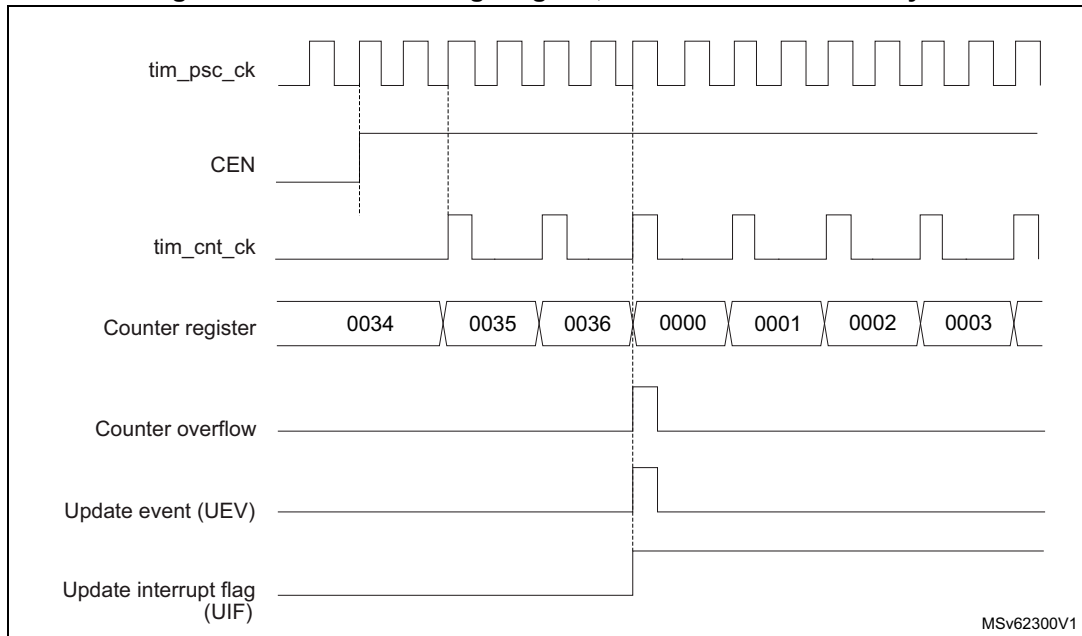 tim_psc_ck
CEN
tim_cnt_ck
Counter register 0034 0035 0036 0000 0001 0002 0003
Counter overflow
Update event (UEV)
Update interrupt flag
(UIF)
MSv62300V1